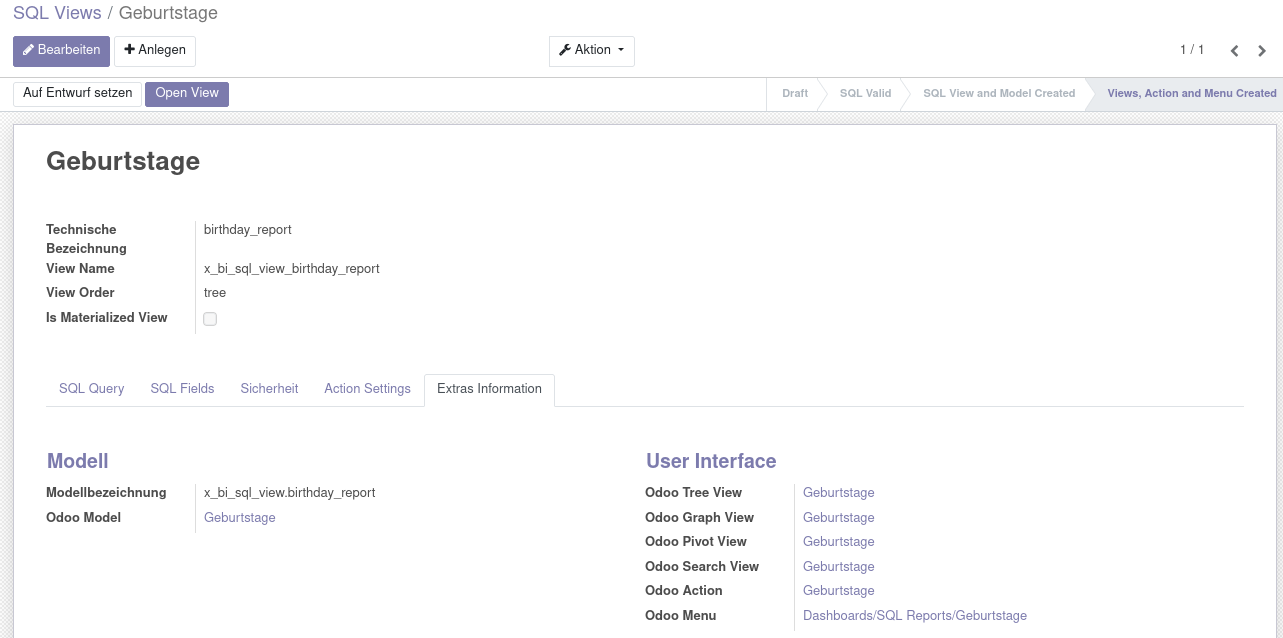 SQL Views / Geburtstage
Bearbeiten
Anlegen
Aktion
1 / 1
Auf Entwurf setzen
Open View
Draft
SQL Valid
SQL View and Model Created
Views, Action and Menu Created
Geburtstage
Technische
Bezeichnung
birthday_report
View Name
x_bi_sql_view_birthday_report
View Order
tree
Is Materialized View
SQL Query
SQL Fields
Sicherheit
Action Settings
Extras Information
Modell
Modellbezeichnung
x_bi_sql_view.birthday_report
Odoo Model
Geburtstage
User Interface
Odoo Tree View
Geburtstage
Odoo Graph View
Geburtstage
Odoo Pivot View
Geburtstage
Odoo Search View
Geburtstage
Odoo Action
Geburtstage
Odoo Menu
Dashboards/SQL Reports/Geburtstage